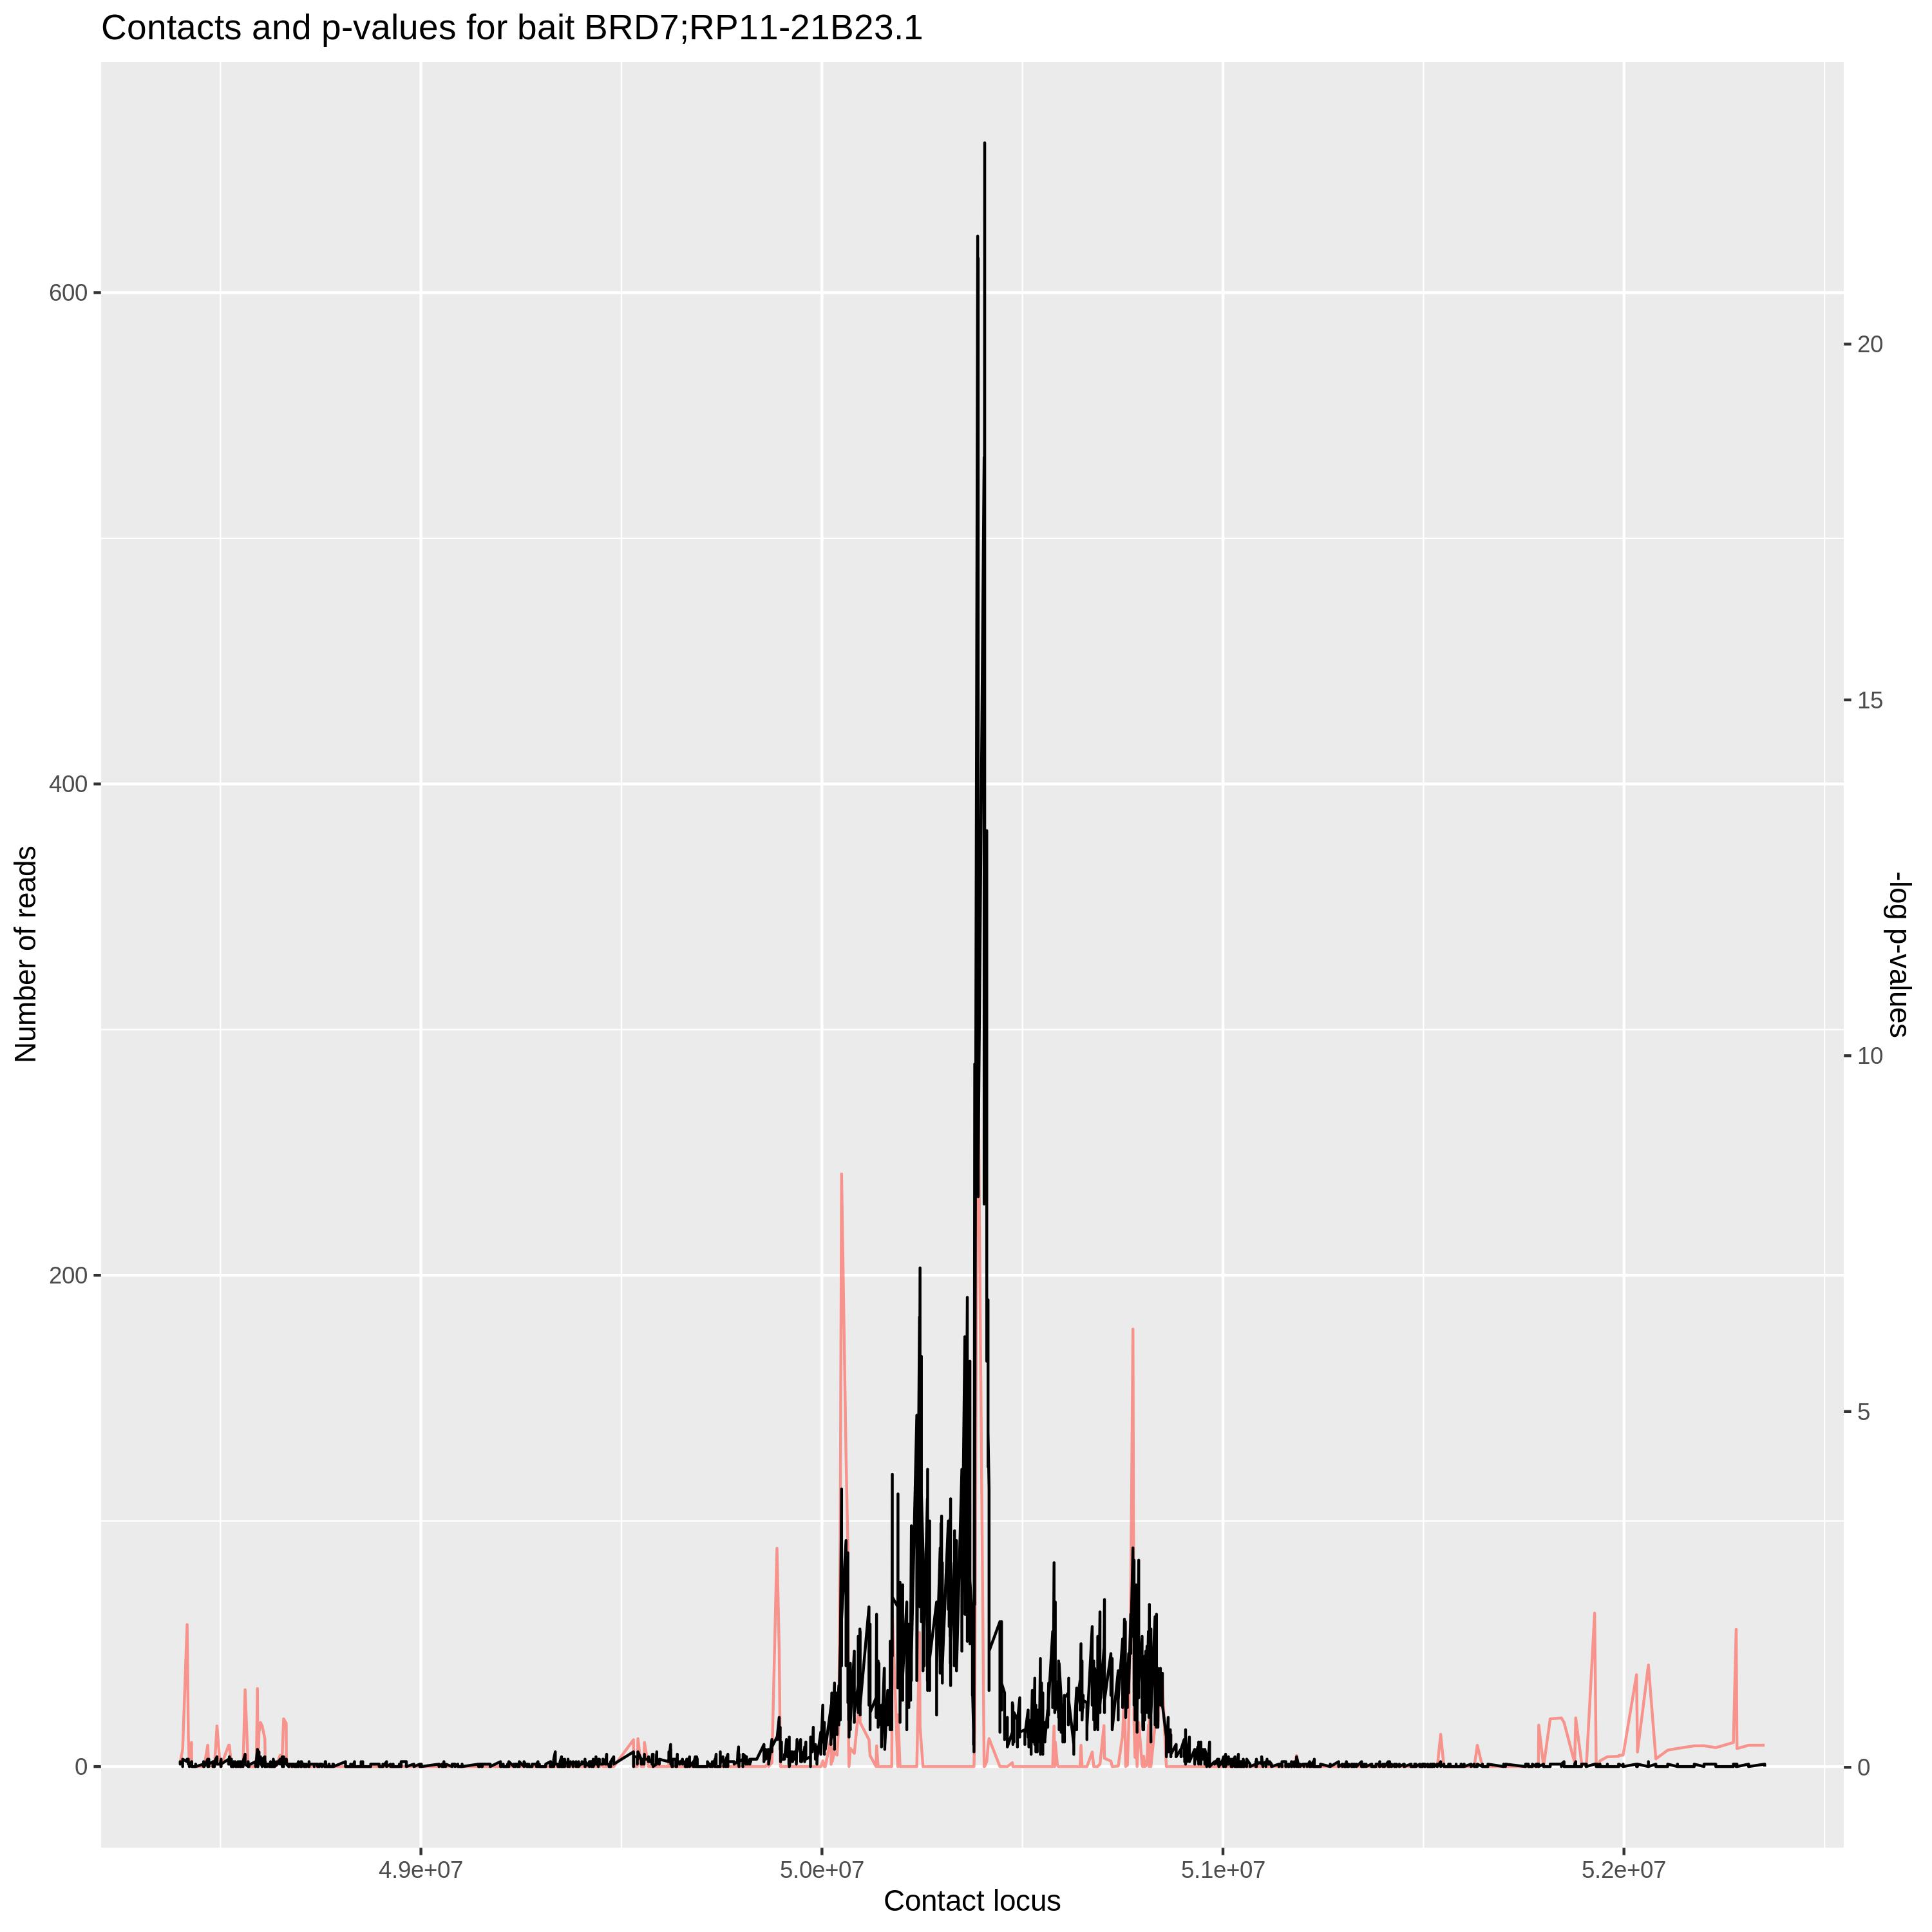 Contacts and p-values for bait BRD7;RP11-21B23.1
Number of reads
600
400
200
0
20
15
10
5
0
-log p-values
4.9e+07
5.0e+07
5.1e+07
5.2e+07
Contact locus